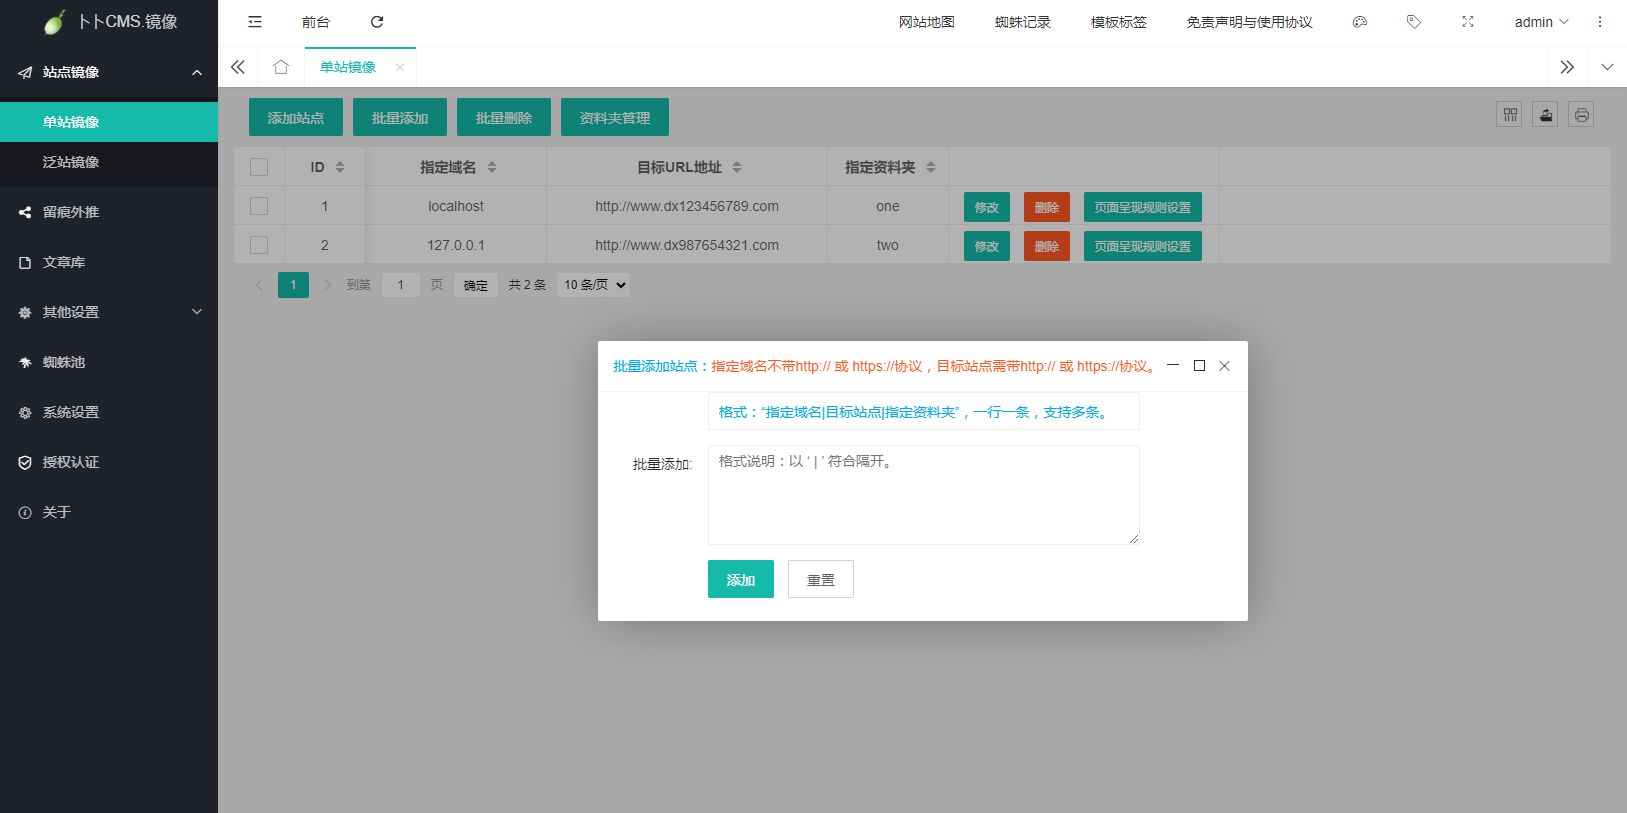 卜卜CMS.镜像
前台
网站地图
蜘蛛记录
模板标签
免责声明与使用协议
admin
站点镜像
单站镜像
泛站镜像
留痕外推
文章库
其他设置
蜘蛛池
系统设置
授权认证
关于
单站镜像
添加站点
批量添加
批量删除
资料夹管理
ID 指定域名 目标URL地址 指定资料夹
1 localhost http://www.dx123456789.com one 修改 删除 页面呈现规则设置
2 127.0.0.1 http://www.dx987654321.com two 修改 删除 页面呈现规则设置
1 到第 1 页 确定 共 2 条 10 条/页
批量添加站点：指定域名不带http:// 或 https://协议，目标站点需带http:// 或 https://协议。
格式：“指定域名|目标站点|指定资料夹”，一行一条，支持多条。
批量添加:
格式说明：以 ‘ | ’ 符合隔开。
添加
重置